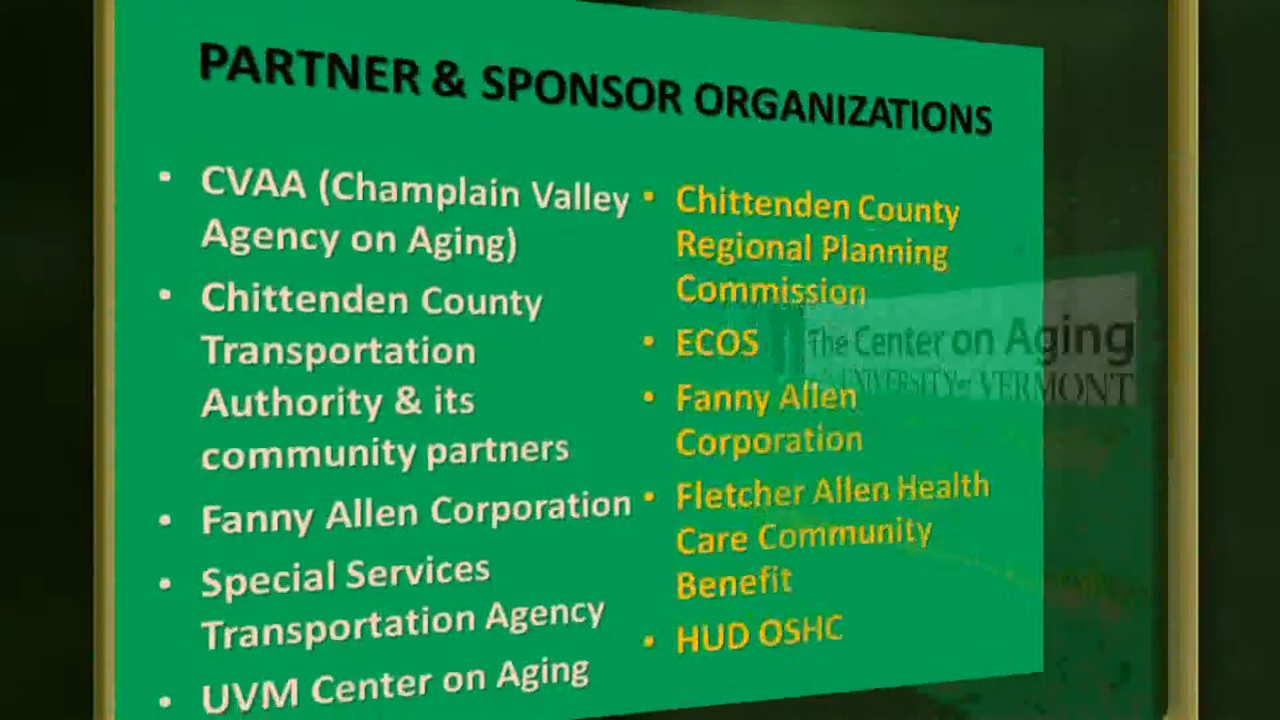 PARTNER & SPONSOR ORGANIZATIONS
• CVAA (Champlain Valley
Agency on Aging)
• Chittenden County
Transportation
Authority & its
community partners
• Fanny Allen Corporation
• Special Services
Transportation Agency
• UVM Center on Aging
• Chittenden County
Regional Planning
Commission
• ECOS
• Fanny Allen
Corporation
• Fletcher Allen Health
Care Community
Benefit
• HUD OSHC
The Center on Aging
UNIVERSITY of VERMONT